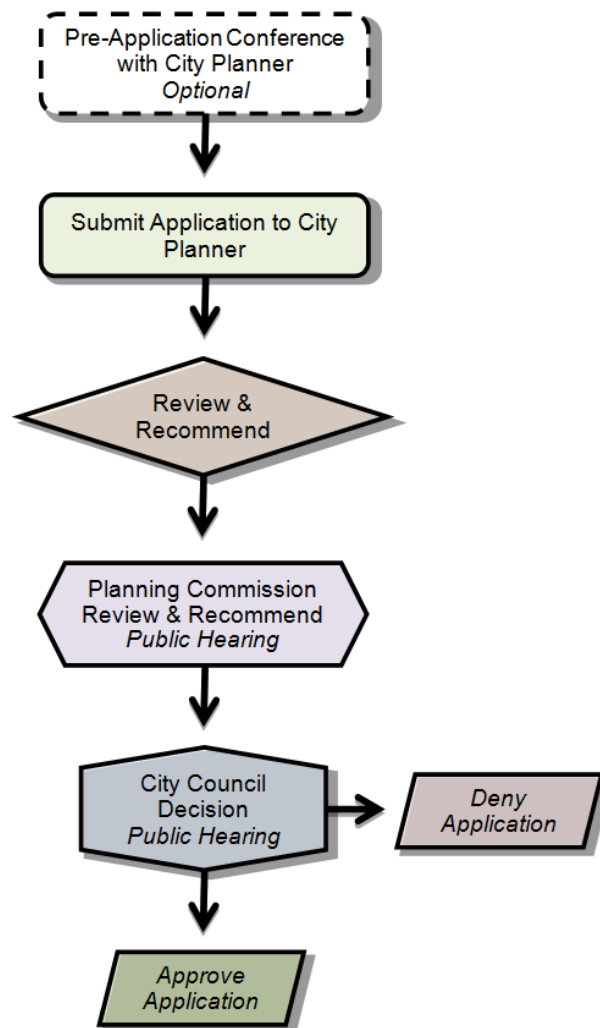 Pre-Application Conference
with City Planner
Optional
Submit Application to City
Planner
Review &
Recommend
Planning Commission
Review & Recommend
Public Hearing
City Council
Decision
Public Hearing
Deny
Application
Approve
Application